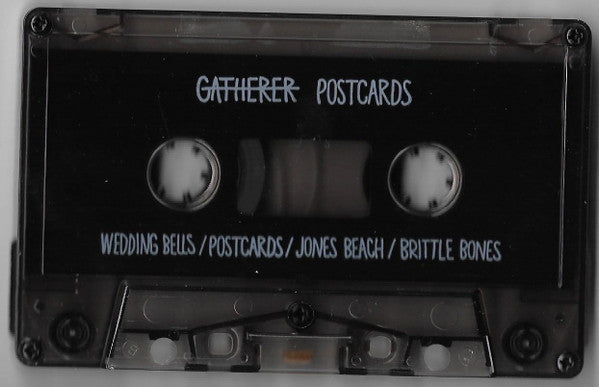 GATHERER POSTCARDS
WEDDING BELLS / POSTCARDS / JONES BEACH / BRITTLE BONES